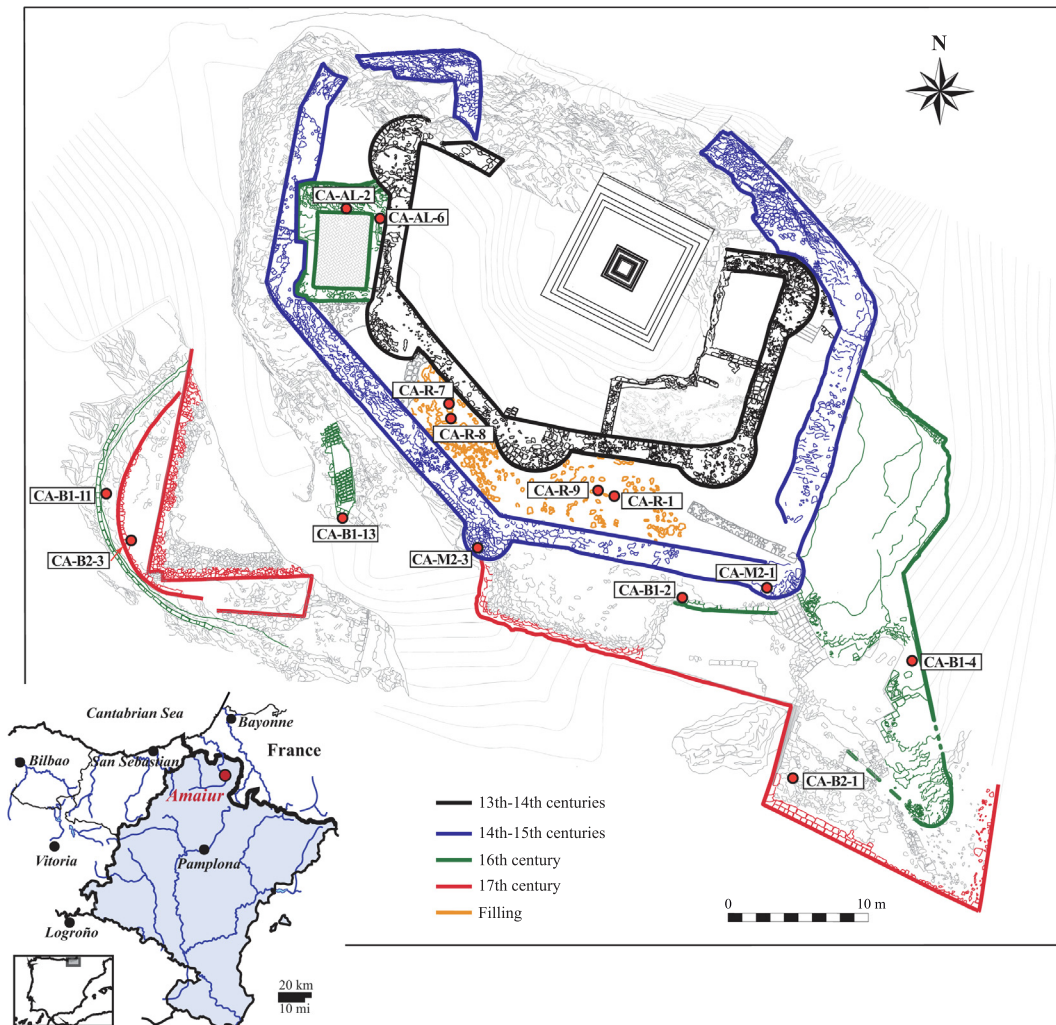 N
CA-AL-2
CA-AL-6
CA-R-7
CA-R-8
CA-R-9
CA-R-1
CA-B1-11
CA-B1-13
CA-B2-3
CA-M2-3
CA-M2-1
CA-B1-2
CA-B1-4
CA-B2-1
Cantabrian Sea
Bayonne
France
Bilbao
San Sebastian
Amaiur
Vitoria
Pamplona
Logroño
20 km
10 mi
13th-14th centuries
14th-15th centuries
16th century
17th century
Filling
0 10 m